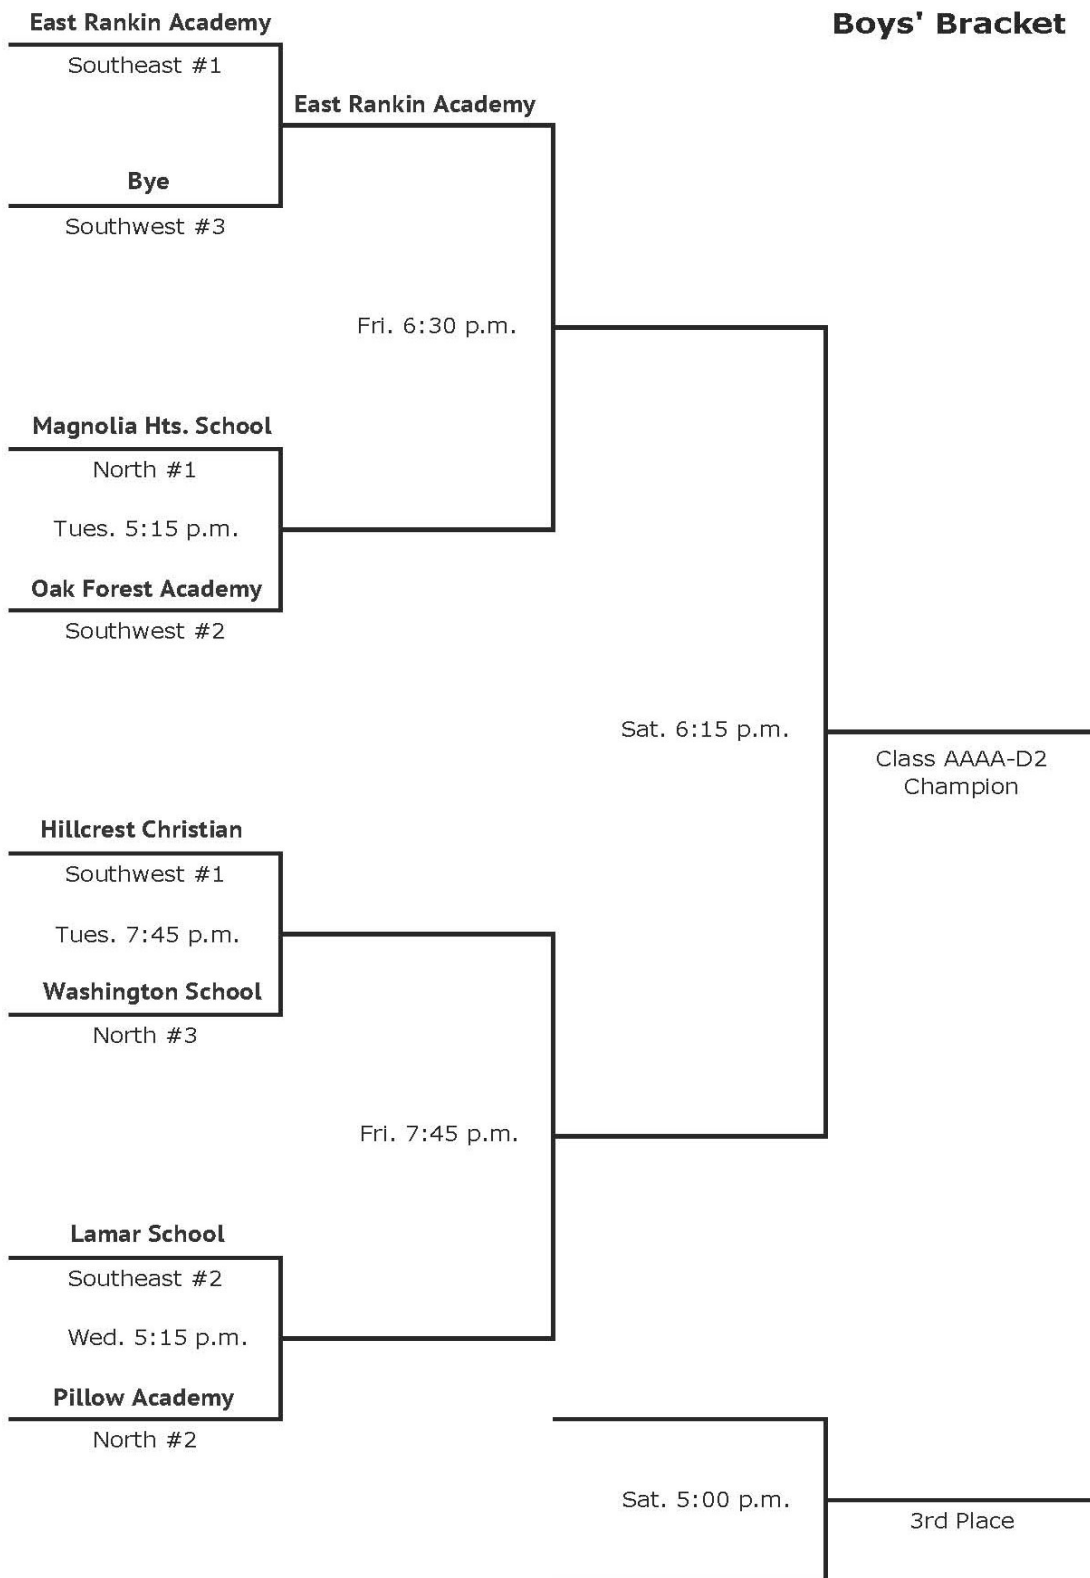 Boys' Bracket
East Rankin Academy
Southeast #1
East Rankin Academy
Bye
Southwest #3
Fri. 6:30 p.m.
Magnolia Hts. School
North #1
Tues. 5:15 p.m.
Oak Forest Academy
Southwest #2
Sat. 6:15 p.m.
Class AAAA-D2
Champion
Hillcrest Christian
Southwest #1
Tues. 7:45 p.m.
Washington School
North #3
Fri. 7:45 p.m.
Lamar School
Southeast #2
Wed. 5:15 p.m.
Pillow Academy
North #2
Sat. 5:00 p.m.
3rd Place